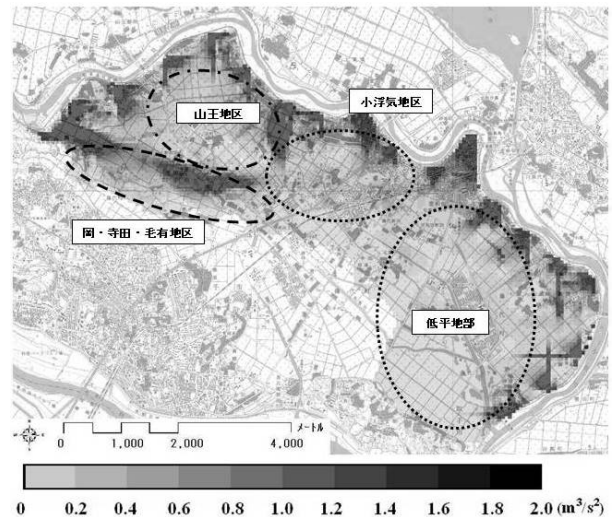 小浮気地区
山王地区
岡・寺田・毛有地区
低平地部
メートル
0 1,000 2,000 4,000
0 0.2 0.4 0.6 0.8 1.0 1.2 1.4 1.6 1.8 2.0 (m³/s²)